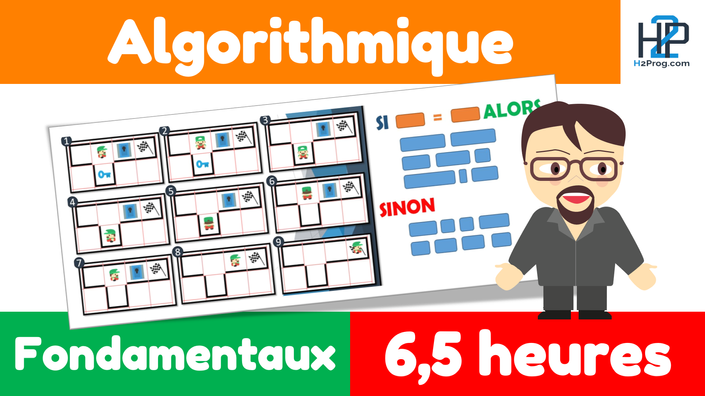 Algorithmique
H2P
H2Prog.com
1
2
3
SI = ALORS
4
5
6
SINON
7
8
9
Fondamentaux
6,5 heures